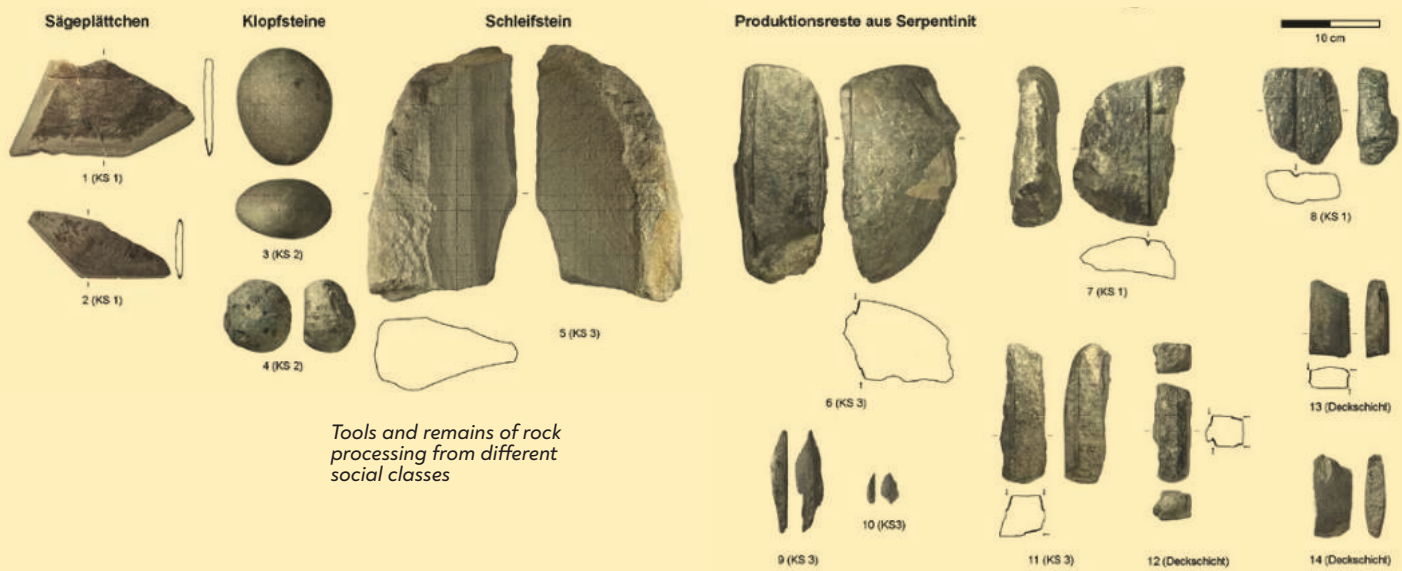 Sägeplättchen
Klopfsteine
Schleifstein
Produktionsreste aus Serpentinit
10 cm
1 (KS 1)
2 (KS 1)
3 (KS 2)
4 (KS 2)
5 (KS 3)
6 (KS 3)
7 (KS 1)
8 (KS 1)
9 (KS 3)
10 (KS3)
11 (KS 3)
12 (Deckschicht)
13 (Deckschicht)
14 (Deckschicht)
Tools and remains of rock
processing from different
social classes